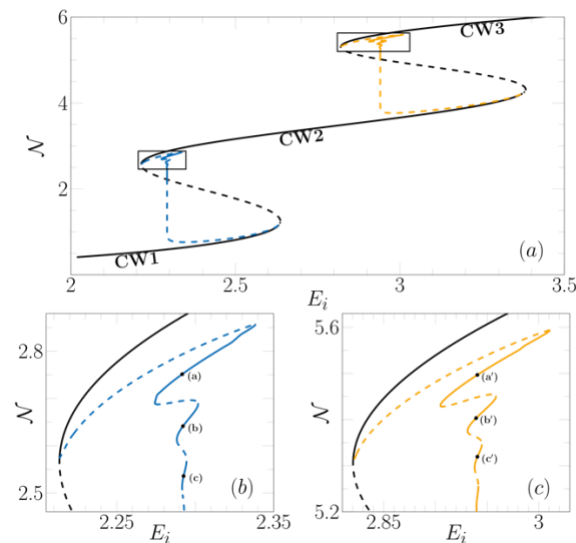 6
CW3
4
𝒩
CW2
2
CW1
(a)
2
2.5
3
3.5
E_i
2.8
𝒩
2.5
(a)
(b)
(c)
(b)
2.25
2.35
E_i
5.6
𝒩
5.2
(a′)
(b′)
(c′)
(c)
2.85
3
E_i